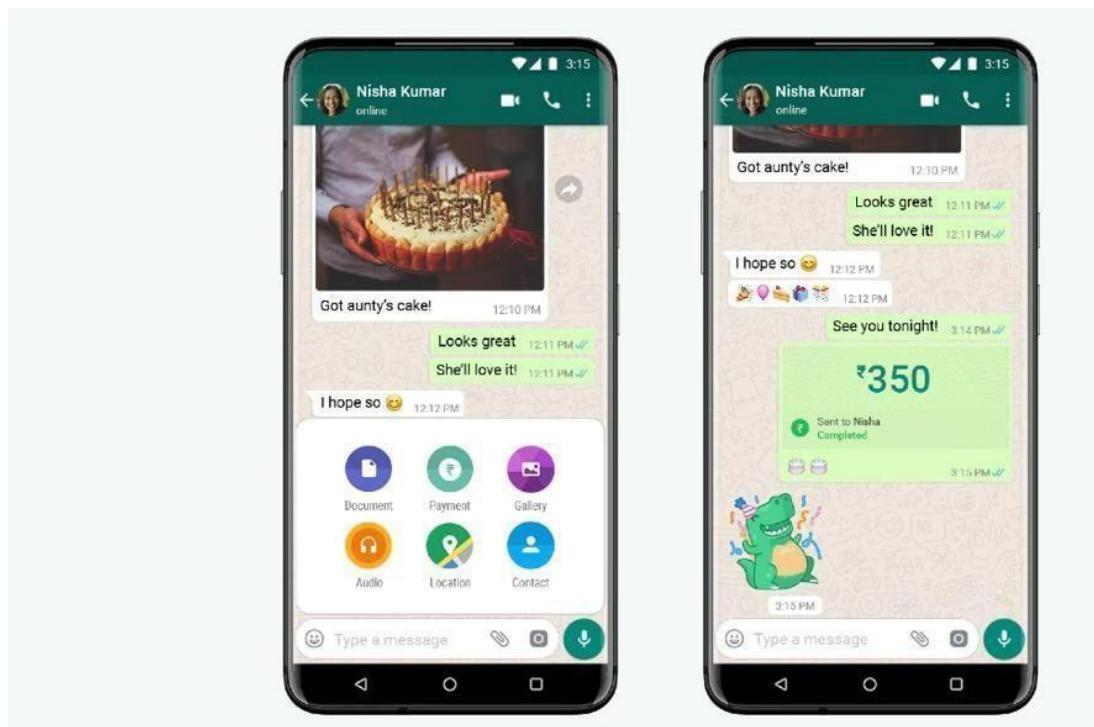 3:15
Nisha Kumar
online
Got aunty's cake!
12:10 PM
Looks great 12:11 PM
She'll love it! 12:11 PM
I hope so 😊 12:12 PM
Document Payment Gallery
Audio Location Contact
Type a message
3:15
Nisha Kumar
online
Got aunty's cake!
12:10 PM
Looks great 12:11 PM
She'll love it! 12:11 PM
I hope so 😊 12:12 PM
🎉🎈🍰🎁🎊 12:12 PM
See you tonight! 3:14 PM
₹350
Sent to Nisha
Completed
🎂🎂 3:15 PM
3:15 PM
Type a message